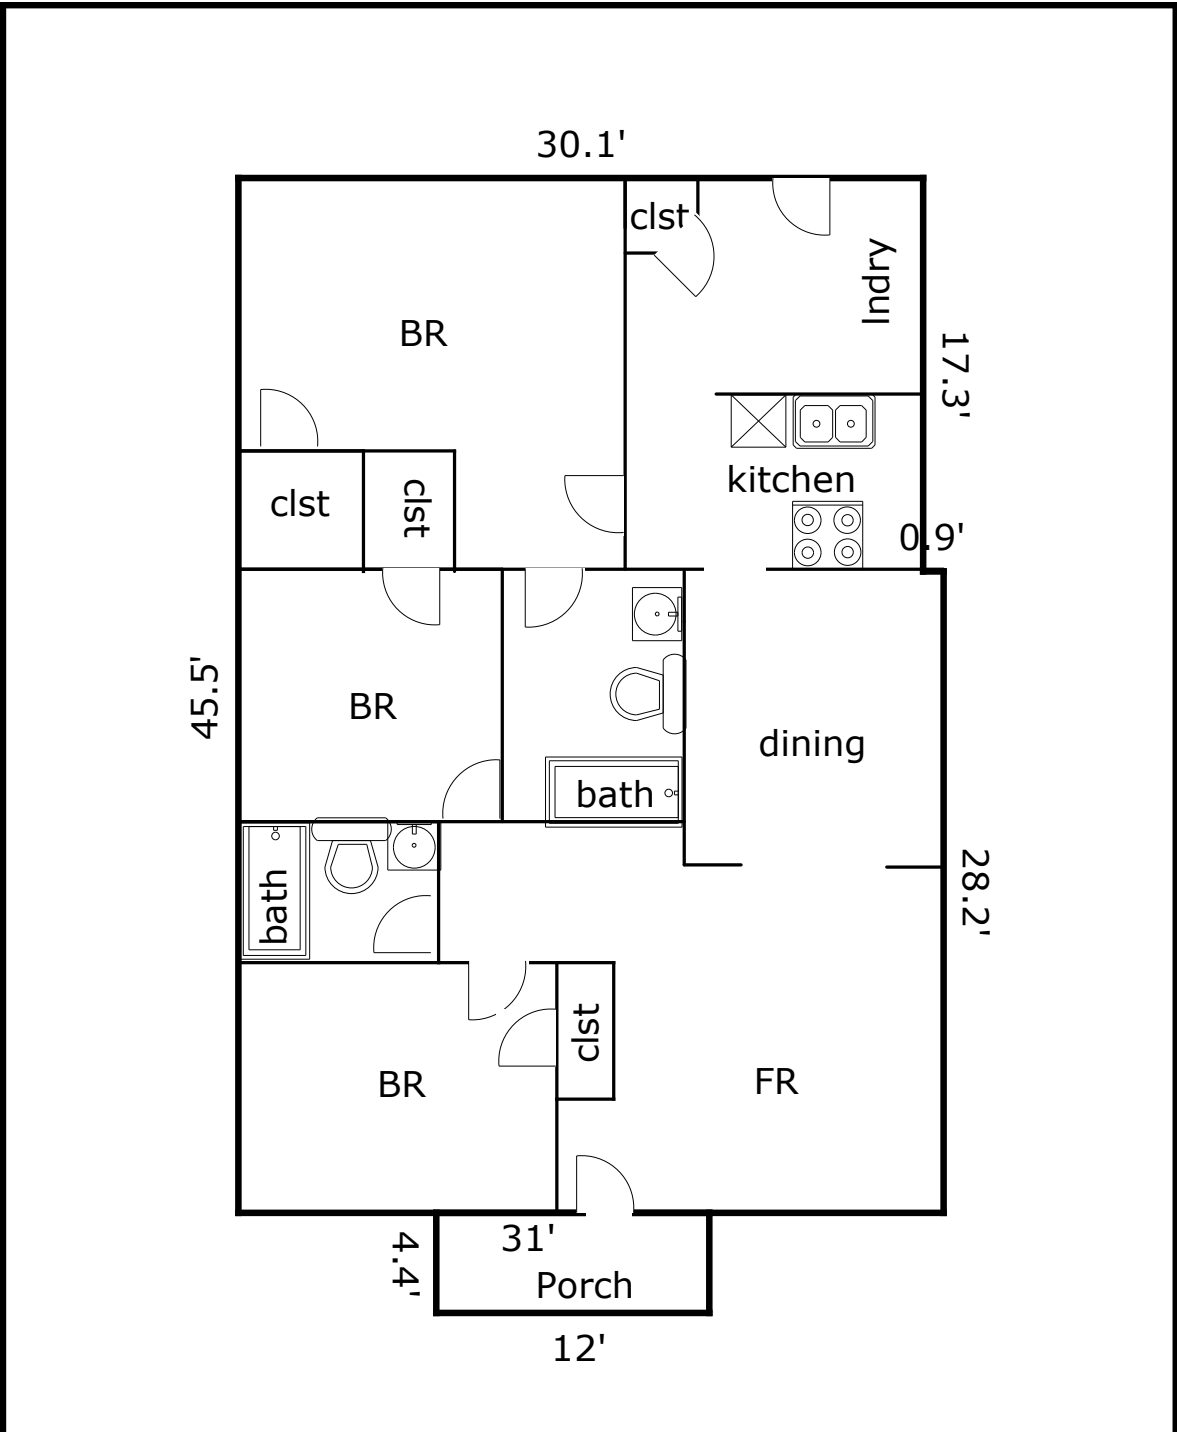 30.1'
clst
lndry
BR
17.3'
clst
clst
kitchen
0.9'
45.5'
BR
dining
bath
bath
28.2'
clst
BR
FR
31'
4.4'
Porch
12'